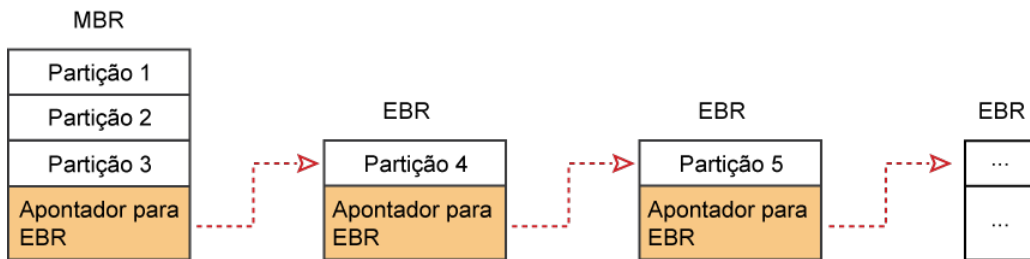 MBR
Partição 1
Partição 2
Partição 3
Apontador para
EBR
EBR
Partição 4
Apontador para
EBR
EBR
Partição 5
Apontador para
EBR
EBR
...
...